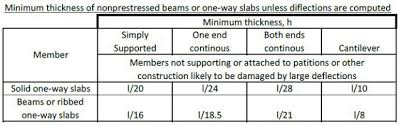 Minimum thickness of nonprestressed beams or one-way slabs unless diflections are computed
Minimum thickness, h
Member
Simply Supported
One end continous
Both ends continous
Cantilever
Members not supporting or attached to patitions or other
construction likely to be damaged by large deflections
Solid one-way slabs l/20 l/24 l/28 l/10
Beams or ribbed
one-way slabs l/16 l/18.5 l/21 l/8